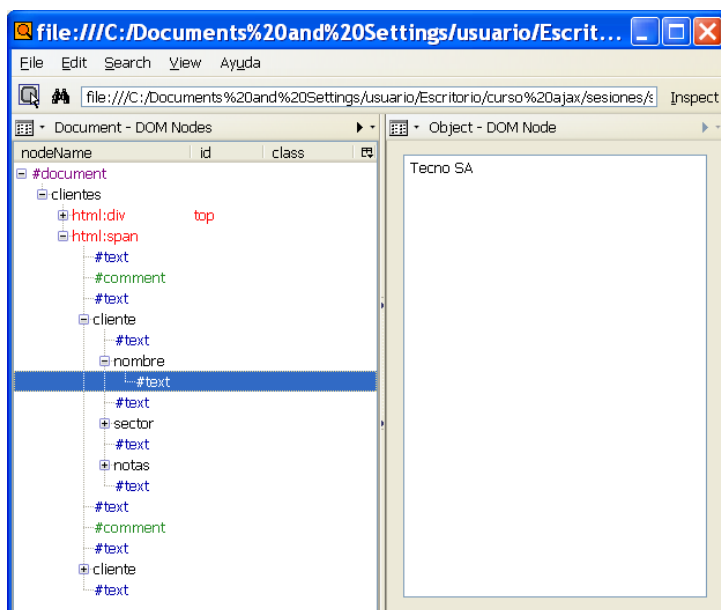 file:///C:/Documents%20and%20Settings/usuario/Escrit...
File Edit Search View Ayuda
file:///C:/Documents%20and%20Settings/usuario/Escritorio/curso%20ajax/sesiones/s Inspect
Document - DOM Nodes
Object - DOM Node
nodeName id class
#document
clientes
html:div top
html:span
#text
#comment
#text
cliente
#text
nombre
#text
#text
sector
#text
notas
#text
#text
#comment
#text
cliente
#text
Tecno SA